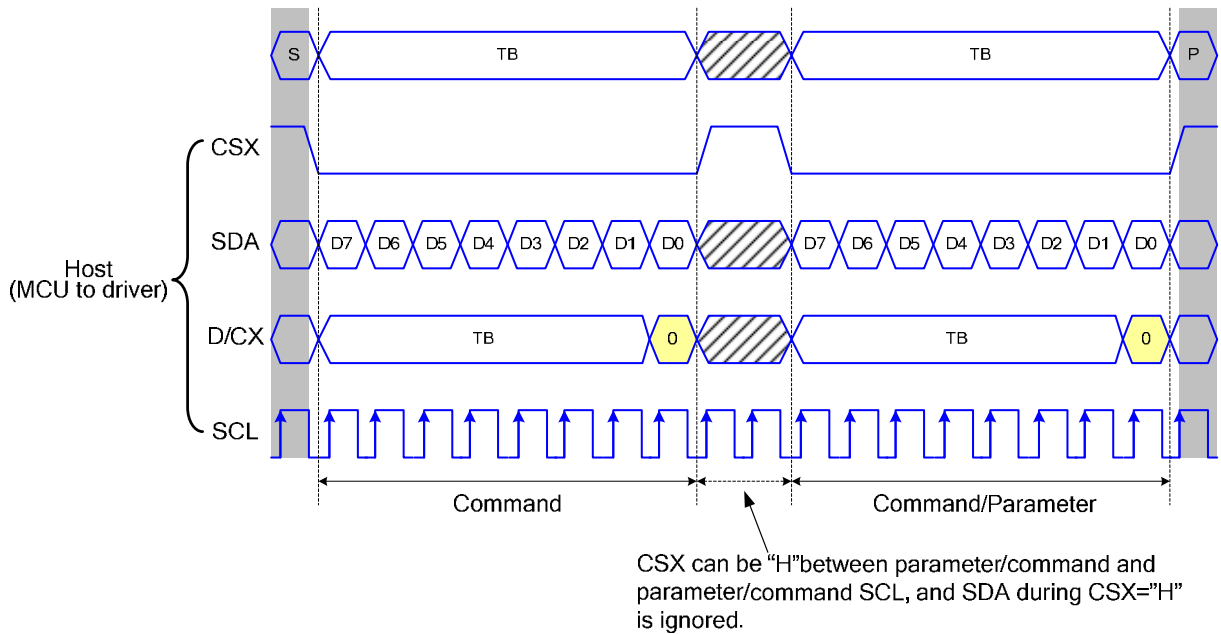 S TB TB P
CSX
SDA D7 D6 D5 D4 D3 D2 D1 D0 D7 D6 D5 D4 D3 D2 D1 D0
Host
(MCU to driver)
D/CX TB 0 TB 0
SCL
Command Command/Parameter
CSX can be “H”between parameter/command and
parameter/command SCL, and SDA during CSX=”H”
is ignored.